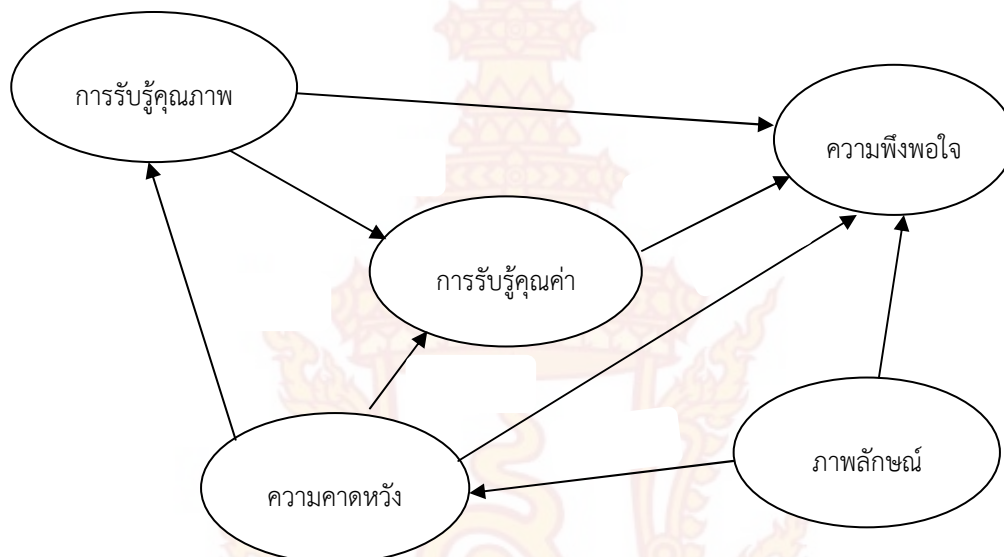 การรับรู้คุณภาพ
ความพึงพอใจ
การรับรู้คุณค่า
ภาพลักษณ์
ความคาดหวัง